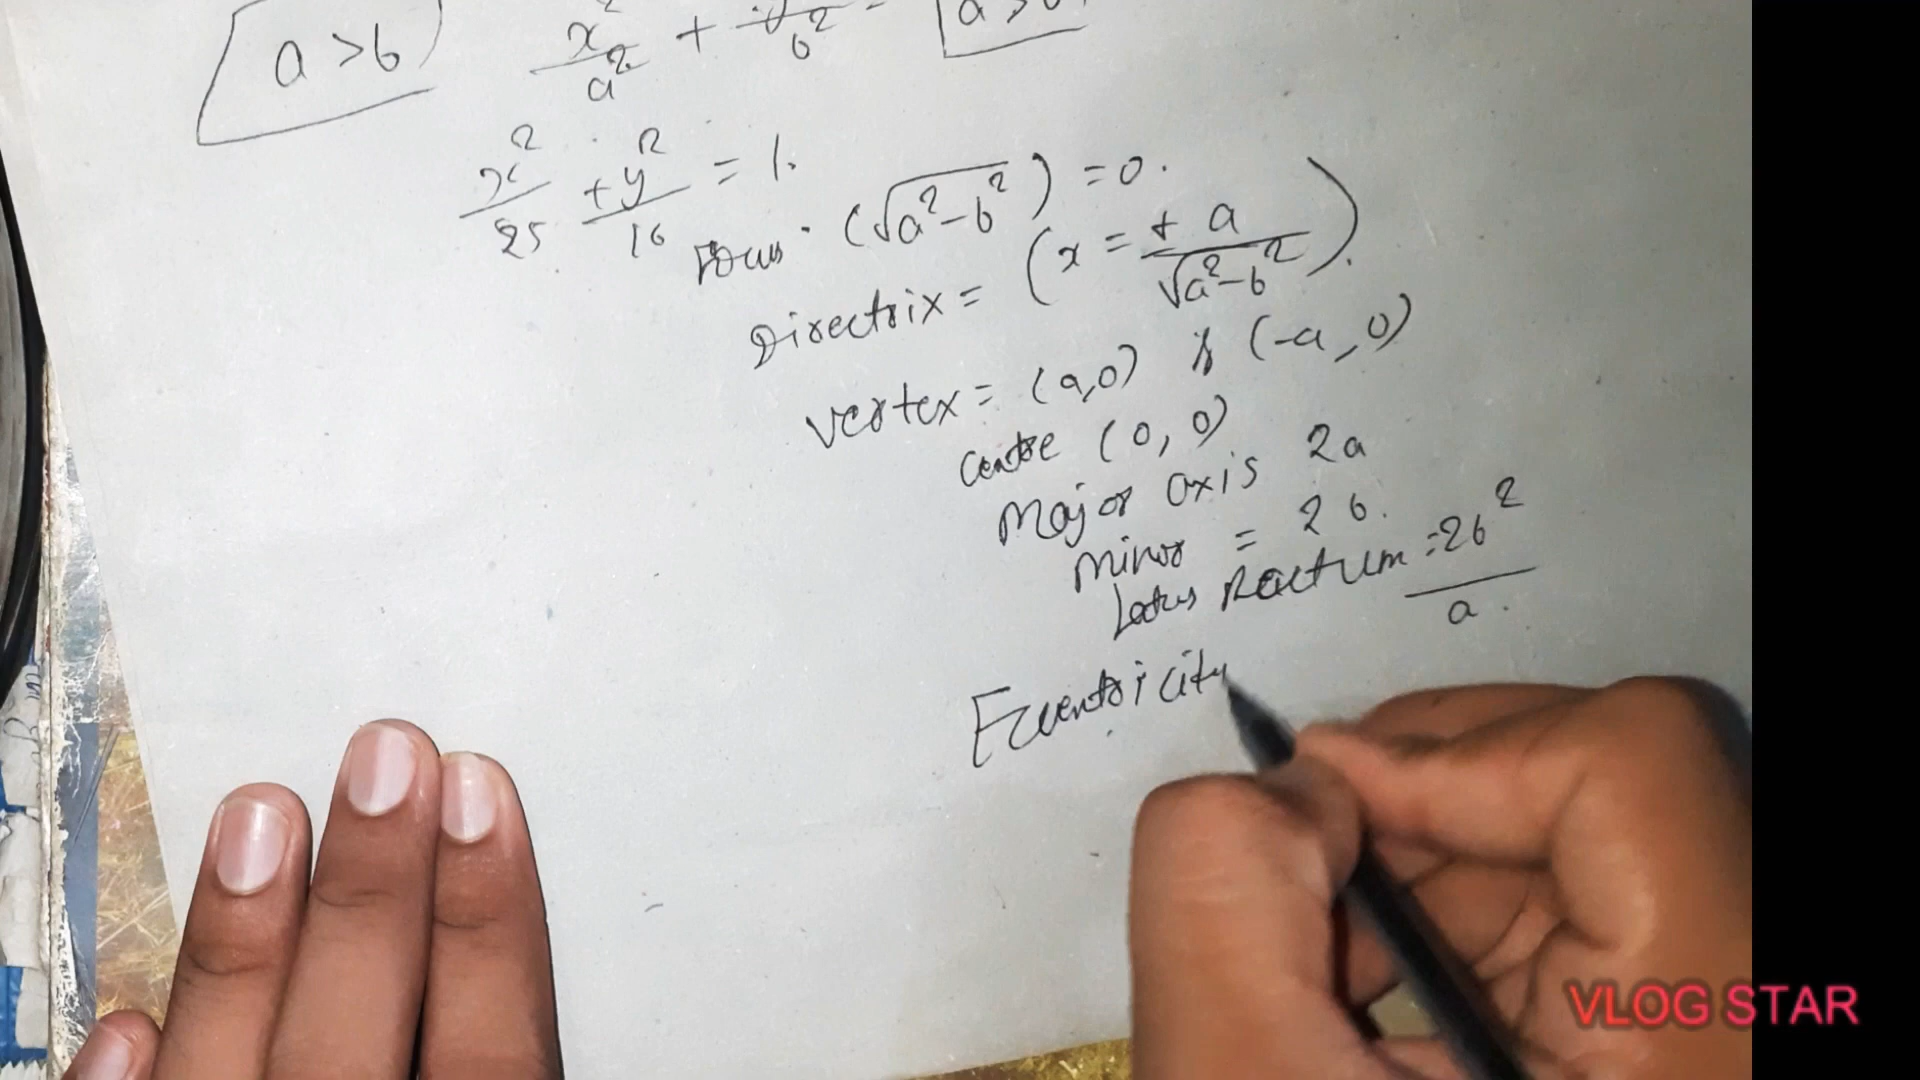 a > b
x²/a² + y²/b² = a > b
x²/25 + y²/16 = 1.
Focus . (√a²-b²) = 0.
Directrix = (x = ± a/√a²-b²).
Vertex = (a,0) & (-a,0)
Centre (0,0)
Major axis 2a
Minor = 2b.
Latus Rectum = 2b²/a.
Eccentricity
VLOG STAR